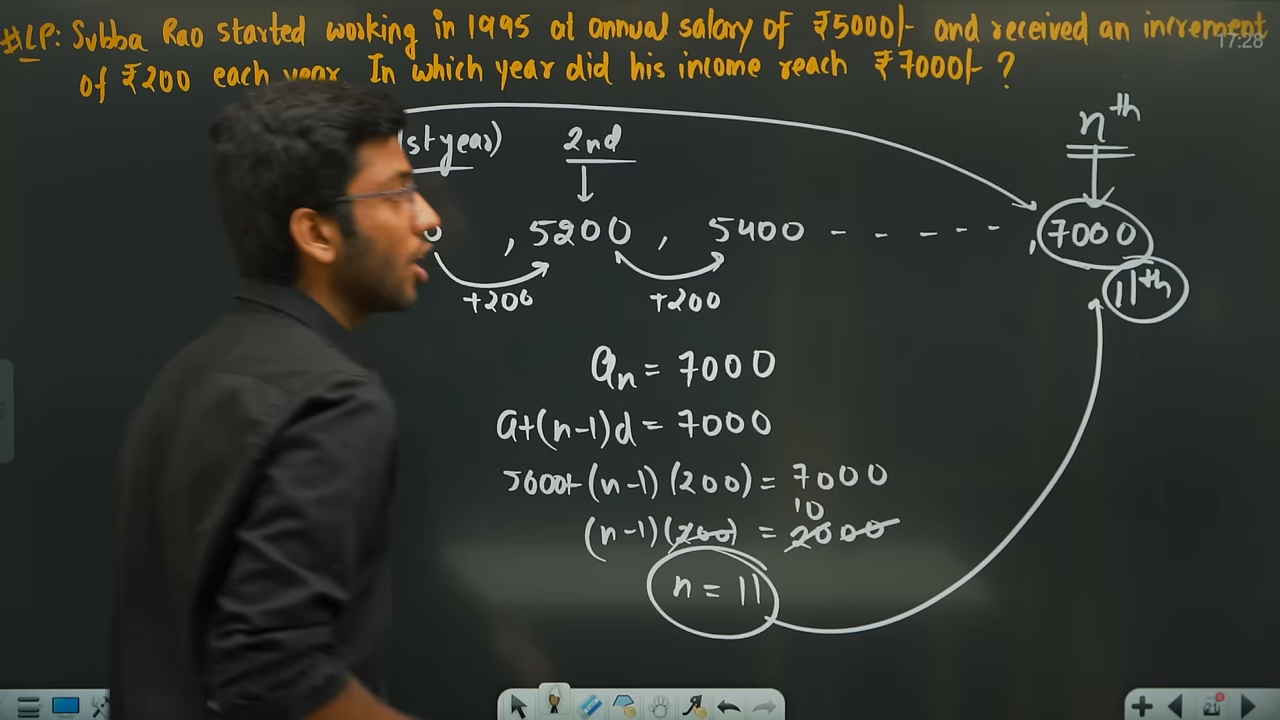 #LP: Subba Rao started working in 1995 at annual salary of ₹5000/- and received an increment
17:28
of ₹200 each year. In which year did his income reach ₹7000/- ?
nth
(1st year) 2nd
0 , 5200 , 5400 - - - - - , 7000
+200 +200
11th
an = 7000
a+(n-1)d = 7000
5000+(n-1)(200) = 7000
10
(n-1)(200) = 2000
n = 11
21